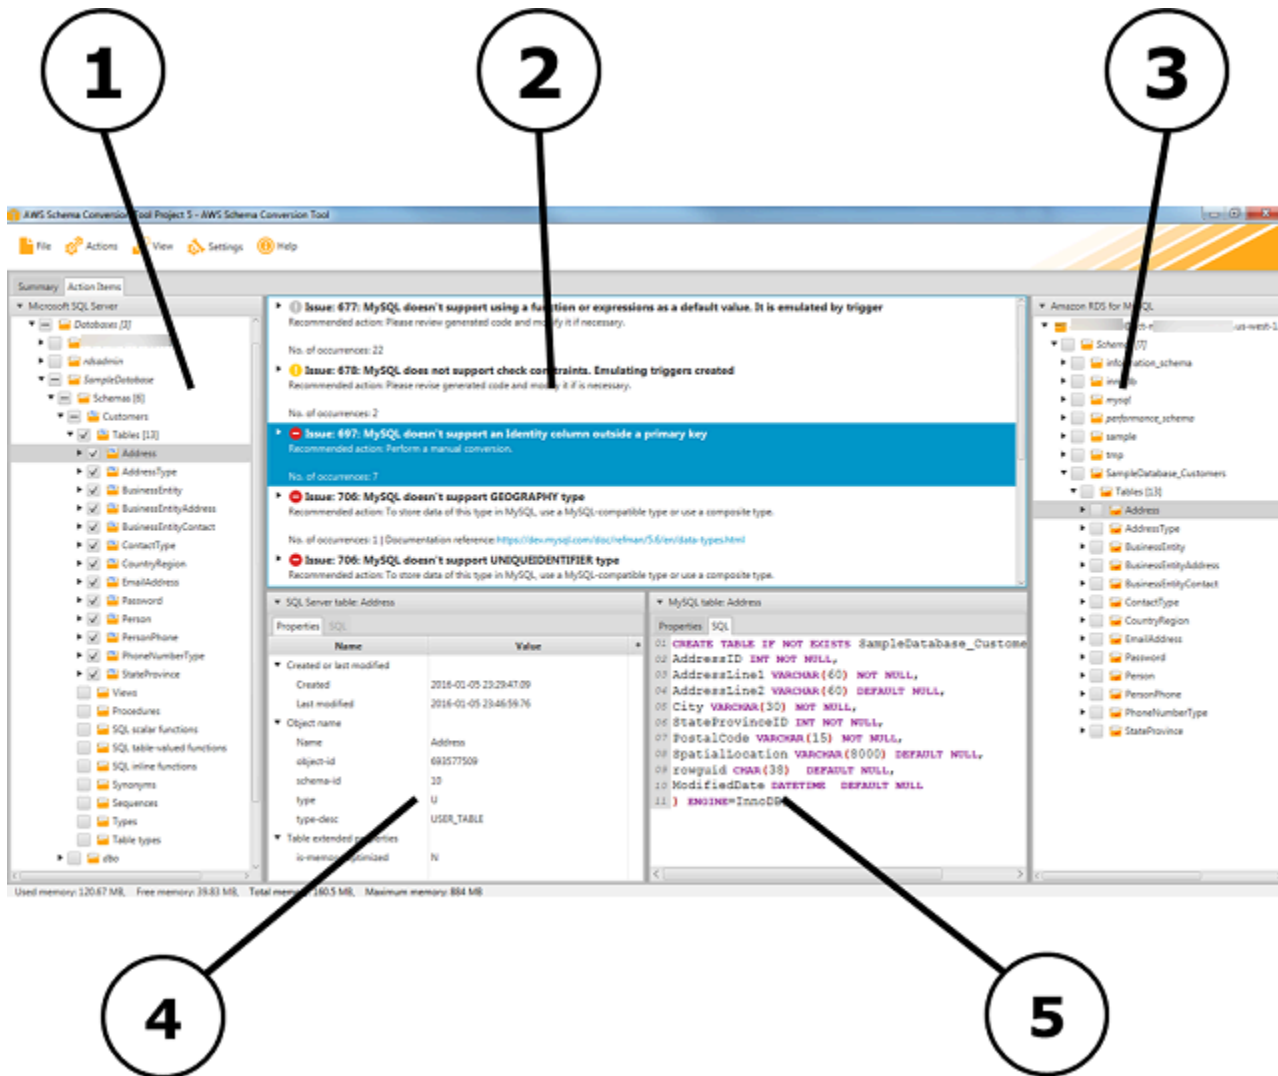 1
2
3
AWS Schema Conversion Tool Project 5 - AWS Schema Conversion Tool
File Actions View Settings Help
Summary Action Items
Microsoft SQL Server
Databases [3]
rdsadmin
SampleDatabase
Schemas [6]
Customers
Tables [13]
Address
AddressType
BusinessEntity
BusinessEntityAddress
BusinessEntityContact
ContactType
CountryRegion
EmailAddress
Password
Person
PersonPhone
PhoneNumberType
StateProvince
Views
Procedures
SQL scalar functions
SQL table-valued functions
SQL inline functions
Synonyms
Sequences
Types
Table types
dbo
Issue: 677: MySQL doesn't support using a function or expressions as a default value. It is emulated by trigger
Recommended action: Please review generated code and modify it if necessary.
No. of occurrences: 22
Issue: 678: MySQL does not support check constraints. Emulating triggers created
Recommended action: Please revise generated code and modify it if is necessary.
No. of occurrences: 2
Issue: 697: MySQL doesn't support an Identity column outside a primary key
Recommended action: Perform a manual conversion.
No. of occurrences: 7
Issue: 706: MySQL doesn't support GEOGRAPHY type
Recommended action: To store data of this type in MySQL, use a MySQL-compatible type or use a composite type.
No. of occurrences: 1 | Documentation reference: https://dev.mysql.com/doc/refman/5.6/en/data-types.html
Issue: 706: MySQL doesn't support UNIQUEIDENTIFIER type
Recommended action: To store data of this type in MySQL, use a MySQL-compatible type or use a composite type.
SQL Server table: Address
Properties SQL
Name Value
Created or last modified
Created 2016-01-05 23:29:47.09
Last modified 2016-01-05 23:46:59.76
Object name
Name Address
object-id 693577509
schema-id 10
type U
type-desc USER_TABLE
Table extended properties
is-memory-optimized N
MySQL table: Address
Properties SQL
01 CREATE TABLE IF NOT EXISTS SampleDatabase_Custome
02 AddressID INT NOT NULL,
03 AddressLine1 VARCHAR(60) NOT NULL,
04 AddressLine2 VARCHAR(60) DEFAULT NULL,
05 City VARCHAR(30) NOT NULL,
06 StateProvinceID INT NOT NULL,
07 PostalCode VARCHAR(15) NOT NULL,
08 SpatialLocation VARCHAR(8000) DEFAULT NULL,
09 rowguid CHAR(38) DEFAULT NULL,
10 ModifiedDate DATETIME DEFAULT NULL
11 ) ENGINE=InnoDB
Amazon RDS for MySQL
.us-west-1
Schemas [7]
information_schema
innodb
mysql
performance_schema
sample
tmp
SampleDatabase_Customers
Tables [13]
Address
AddressType
BusinessEntity
BusinessEntityAddress
BusinessEntityContact
ContactType
CountryRegion
EmailAddress
Password
Person
PersonPhone
PhoneNumberType
StateProvince
Used memory: 120.67 MB, Free memory: 39.83 MB, Total memory: 160.5 MB, Maximum memory: 884 MB
4
5